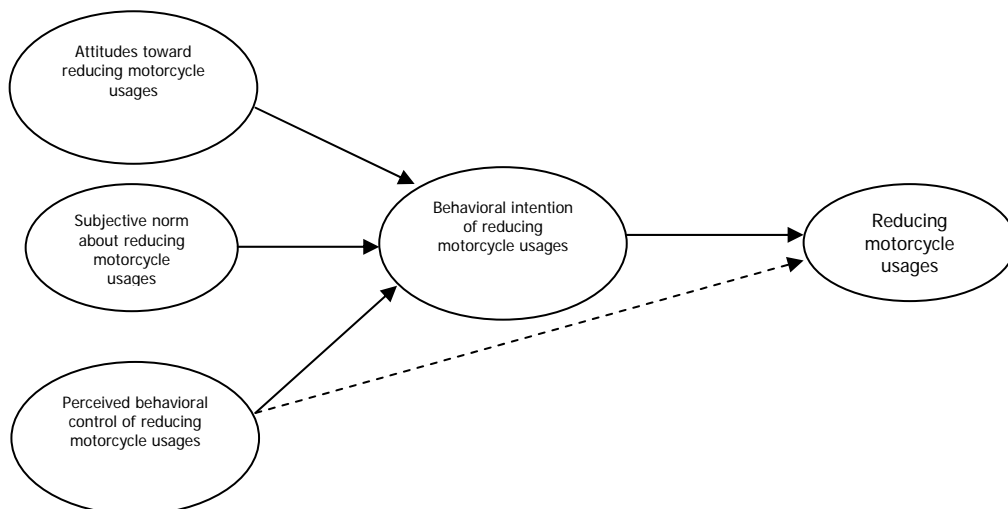 Attitudes toward
reducing motorcycle
usages
Subjective norm
about reducing
motorcycle
usages
Perceived behavioral
control of reducing
motorcycle usages
Behavioral intention
of reducing
motorcycle usages
Reducing
motorcycle
usages